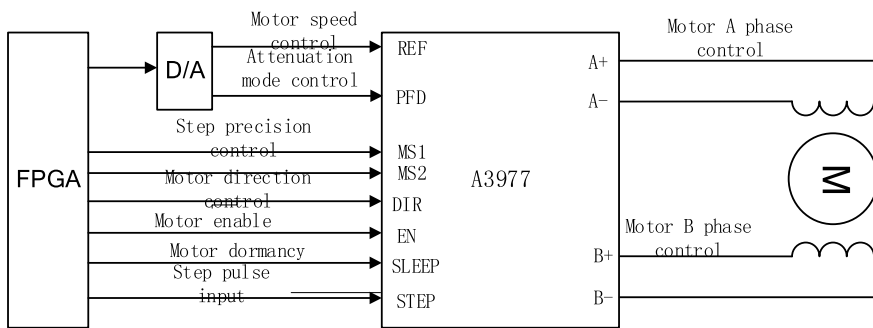 Motor speed
control
Attenuation
mode control
Step precision
control
Motor direction
control
Motor enable
Motor dormancy
Step pulse
input
FPGA
D/A
REF
PFD
MS1
MS2
DIR
EN
SLEEP
STEP
A3977
A+
A-
B+
B-
Motor A phase
control
Motor B phase
control
M